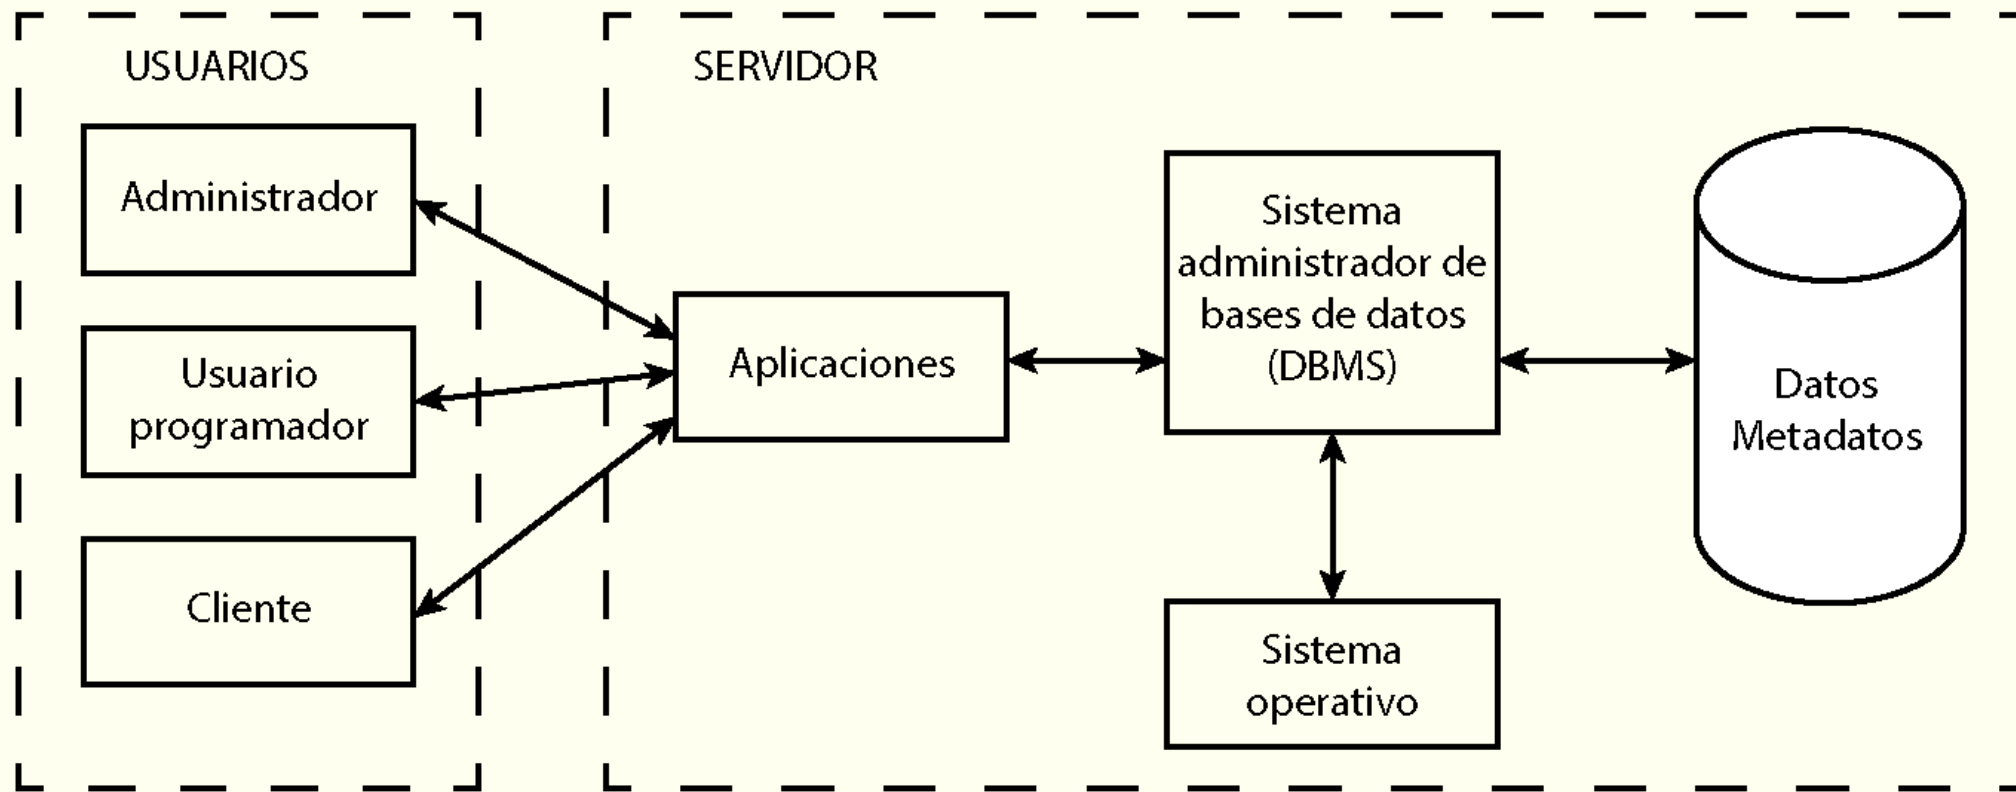 USUARIOS
Administrador
Usuario
programador
Cliente
SERVIDOR
Aplicaciones
Sistema
administrador de
bases de datos
(DBMS)
Sistema
operativo
Datos
Metadatos